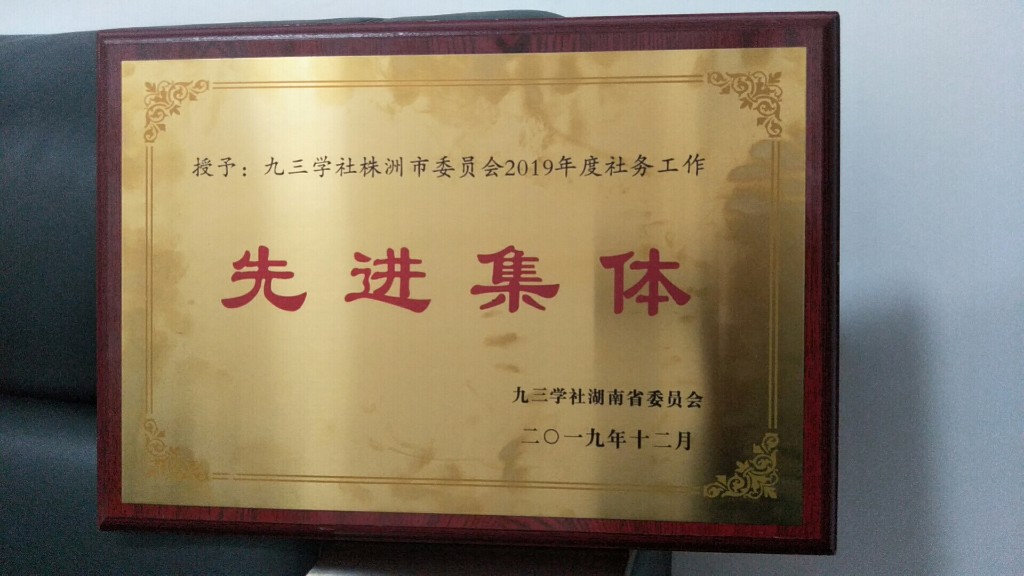 授予：九三学社株洲市委员会2019年度社务工作
先进集体
九三学社湖南省委员会
二〇一九年十二月